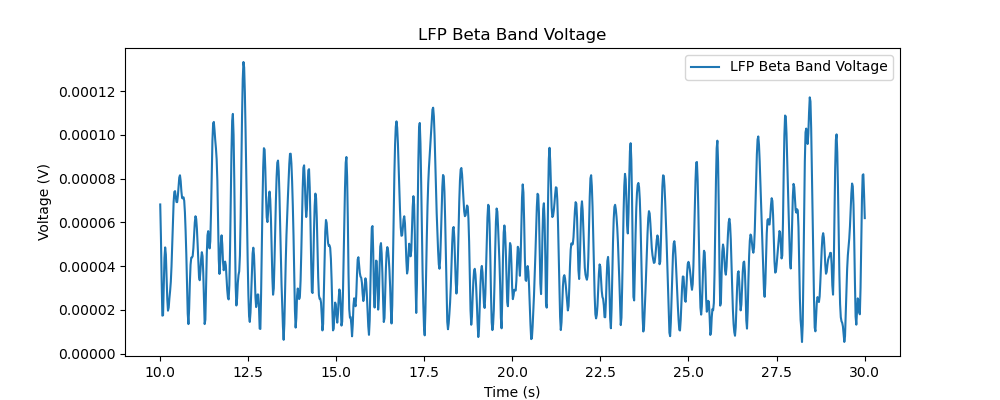 LFP Beta Band Voltage
LFP Beta Band Voltage
0.00012
0.00010
0.00008
0.00006
0.00004
0.00002
0.00000
Voltage (V)
10.0 12.5 15.0 17.5 20.0 22.5 25.0 27.5 30.0
Time (s)